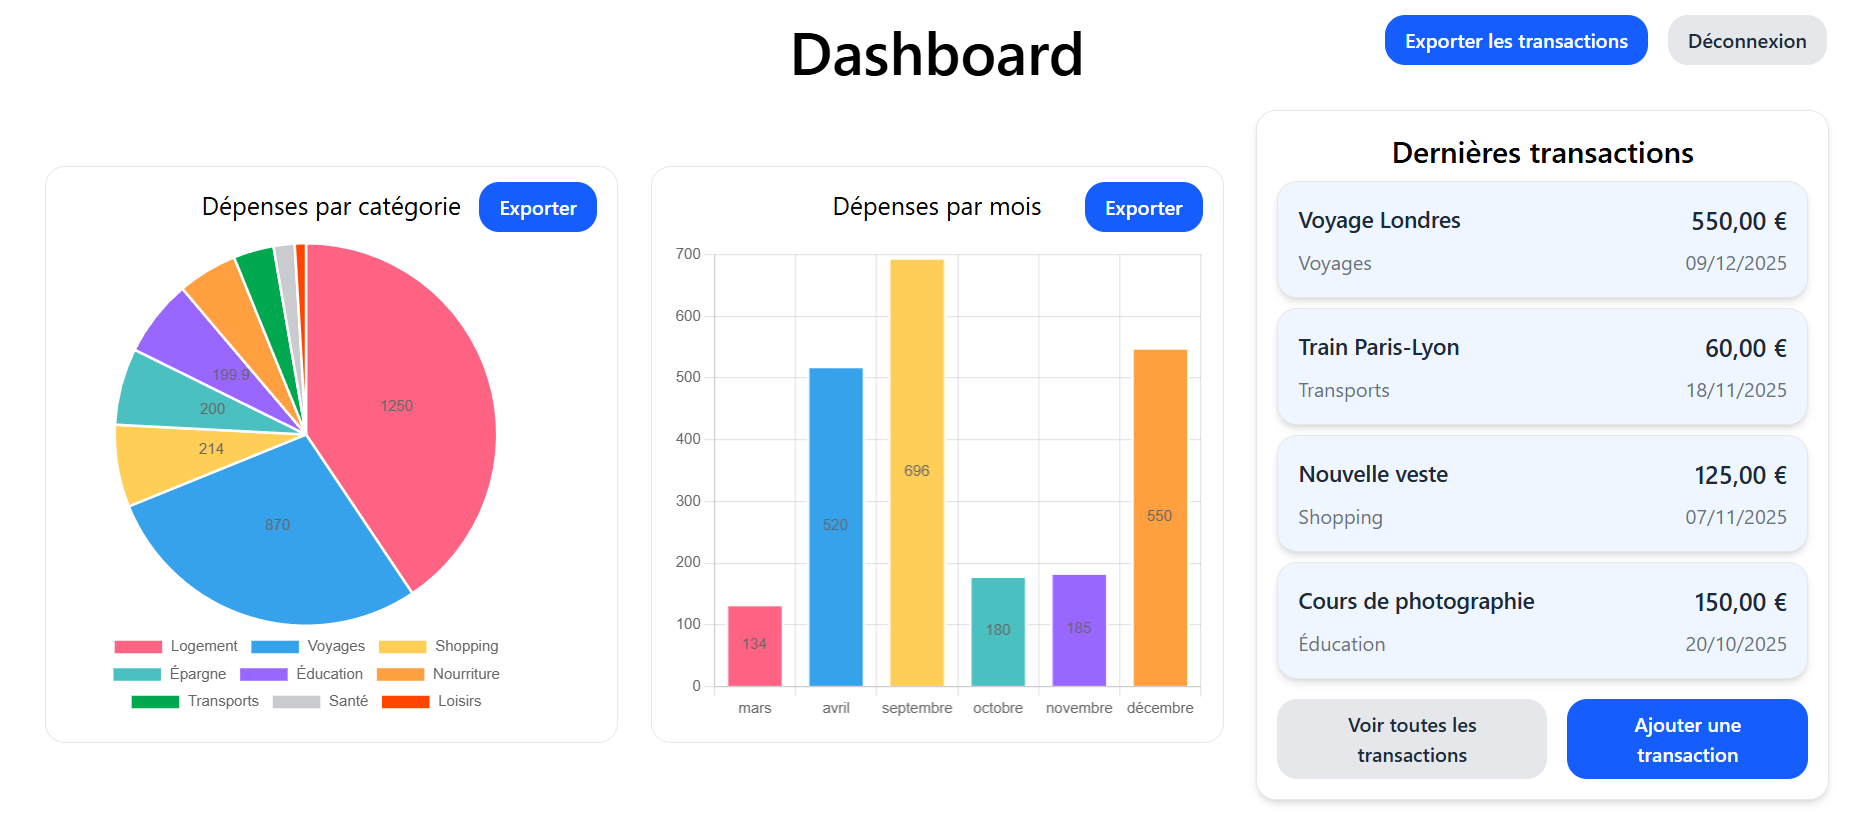 Dashboard
Exporter les transactions
Déconnexion
Dépenses par catégorie
Exporter
1250
870
214
200
199.9
Logement
Voyages
Shopping
Épargne
Éducation
Nourriture
Transports
Santé
Loisirs
Dépenses par mois
Exporter
700
600
500
400
300
200
100
0
134
520
696
180
185
550
mars
avril
septembre
octobre
novembre
décembre
Dernières transactions
Voyage Londres
550,00 €
Voyages
09/12/2025
Train Paris-Lyon
60,00 €
Transports
18/11/2025
Nouvelle veste
125,00 €
Shopping
07/11/2025
Cours de photographie
150,00 €
Éducation
20/10/2025
Voir toutes les
transactions
Ajouter une
transaction